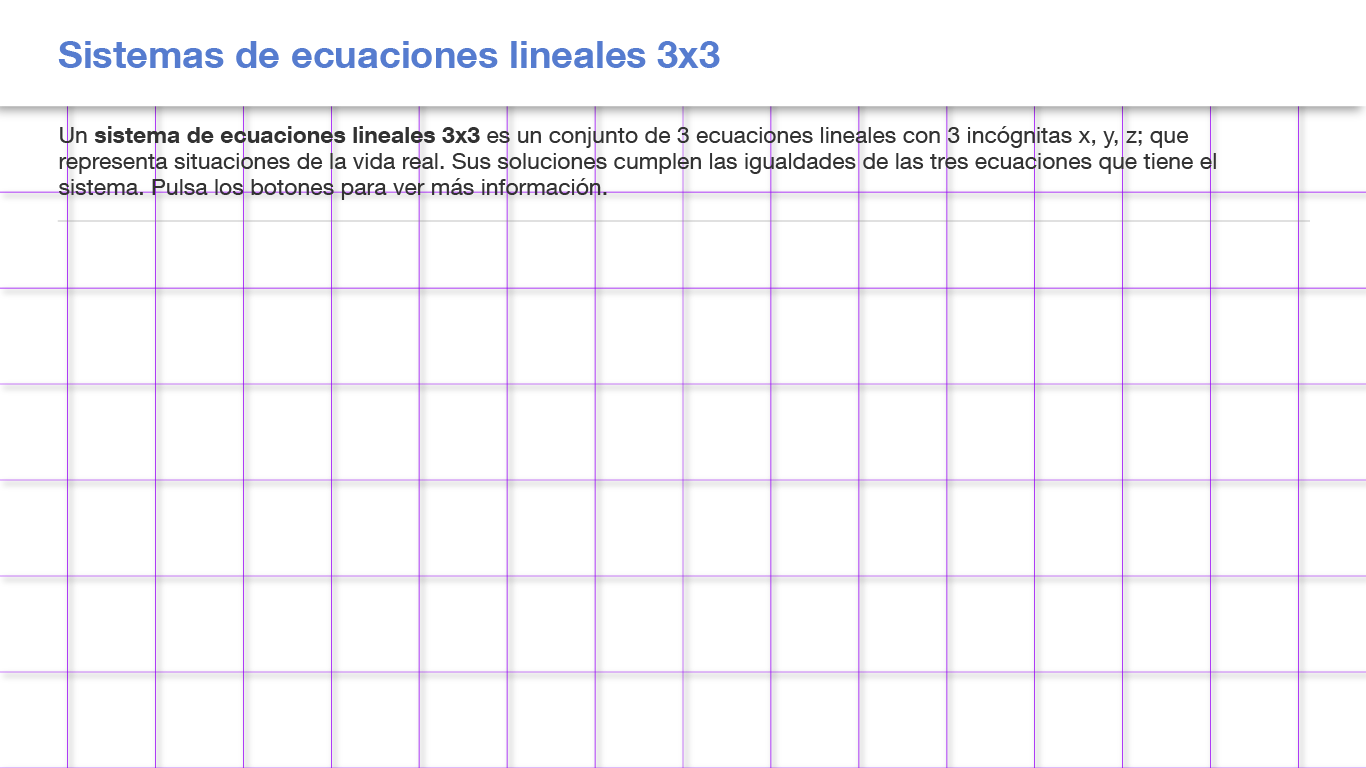 Sistemas de ecuaciones lineales 3x3
Un sistema de ecuaciones lineales 3x3 es un conjunto de 3 ecuaciones lineales con 3 incógnitas x, y, z; que
representa situaciones de la vida real. Sus soluciones cumplen las igualdades de las tres ecuaciones que tiene el
sistema. Pulsa los botones para ver más información.